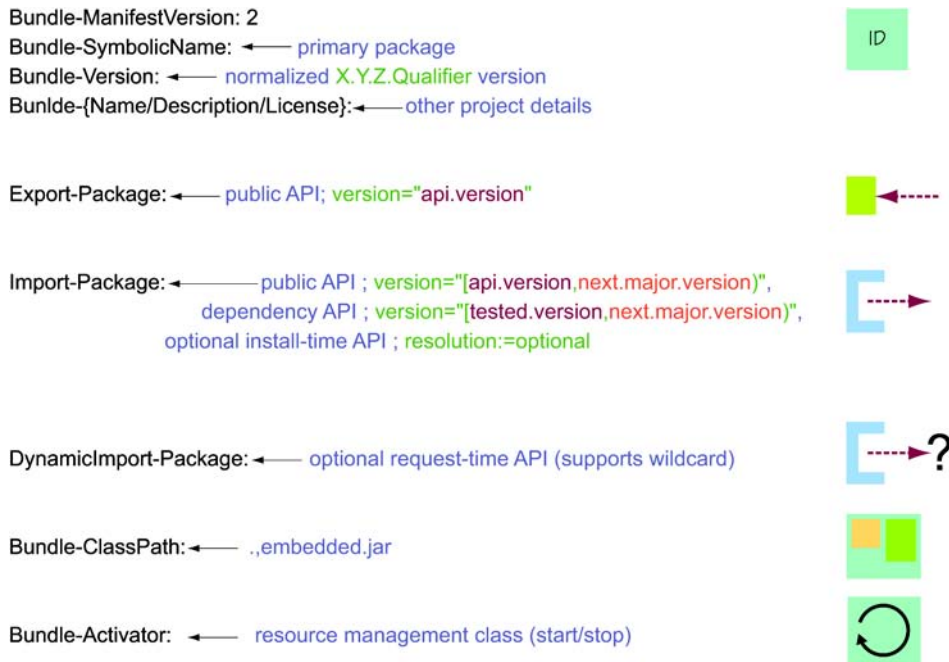 Bundle-ManifestVersion: 2
Bundle-SymbolicName: primary package
Bundle-Version: normalized X.Y.Z.Qualifier version
Bunlde-{Name/Description/License}: other project details
ID
Export-Package: public API; version="api.version"
Import-Package: public API ; version="[api.version,next.major.version)",
dependency API ; version="[tested.version,next.major.version)",
optional install-time API ; resolution:=optional
DynamicImport-Package: optional request-time API (supports wildcard)
?
Bundle-ClassPath: .,embedded.jar
Bundle-Activator: resource management class (start/stop)